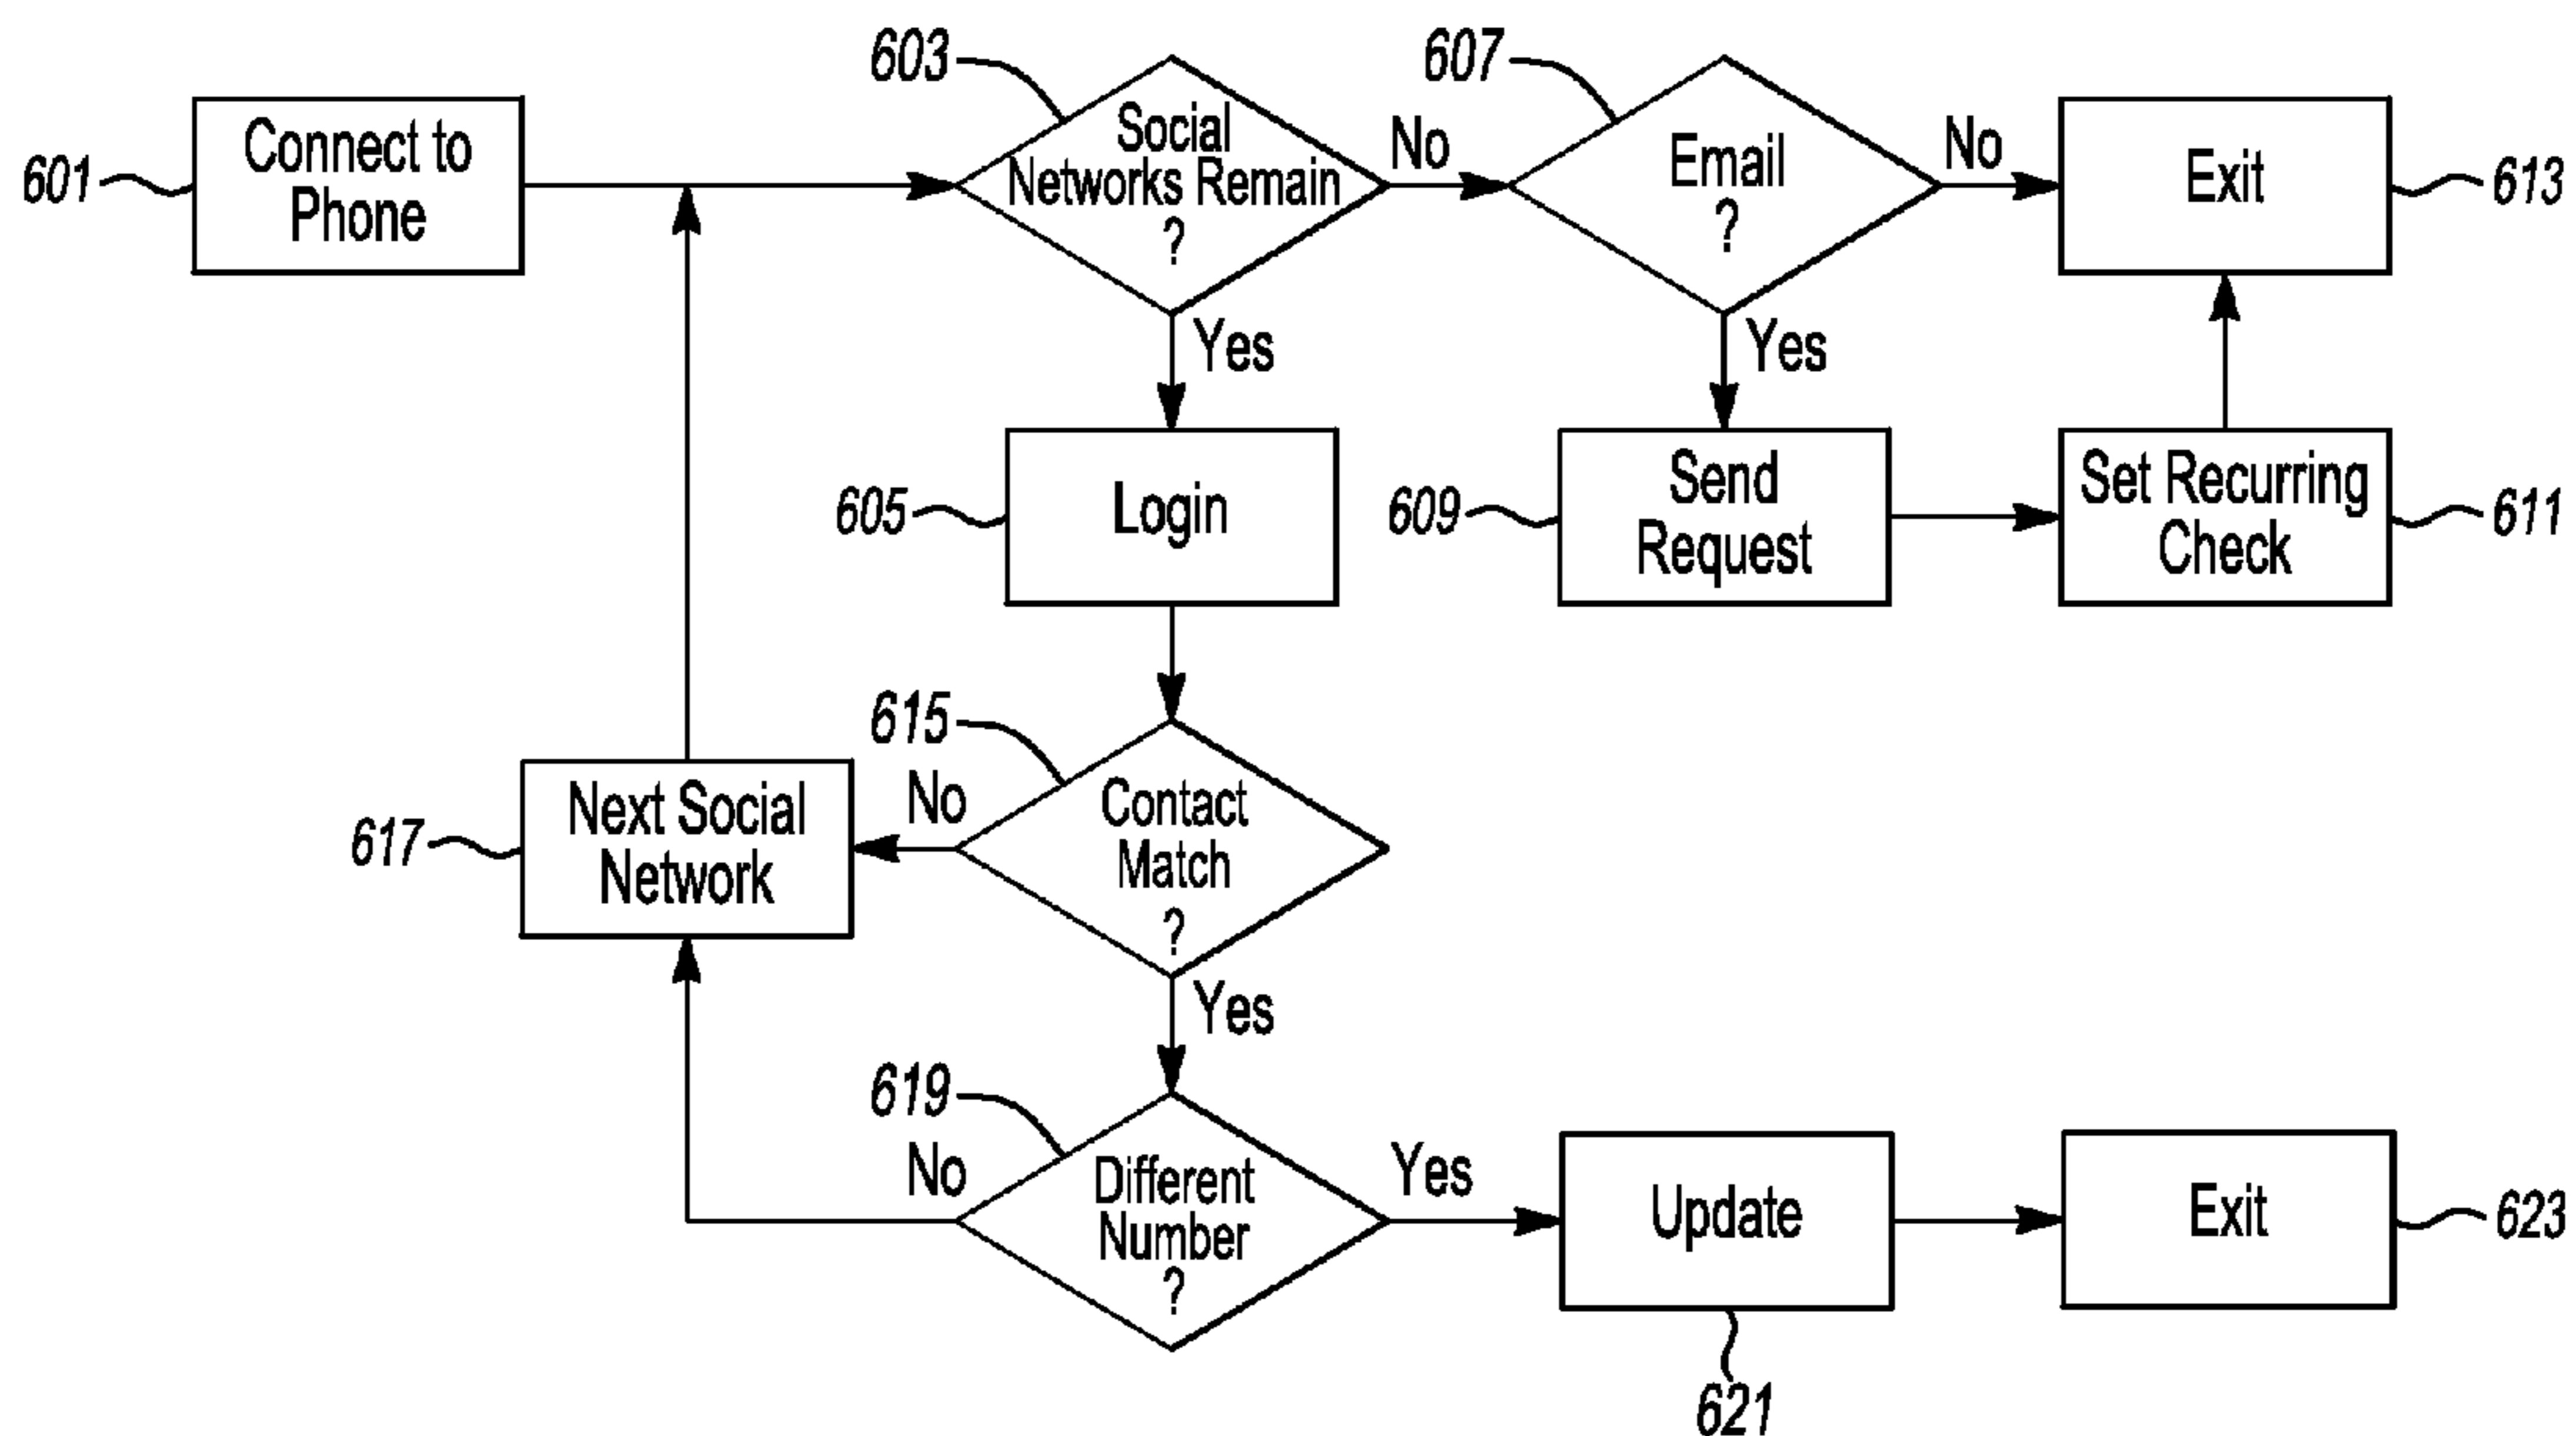 603
607
601
Connect to
Phone
Social
Networks Remain
?
No
Email
?
No
Exit
613
Yes
Yes
605
Login
609
Send
Request
Set Recurring
Check
611
615
617
Next Social
Network
No
Contact
Match
?
Yes
619
No
Different
Number
?
Yes
Update
621
Exit
623